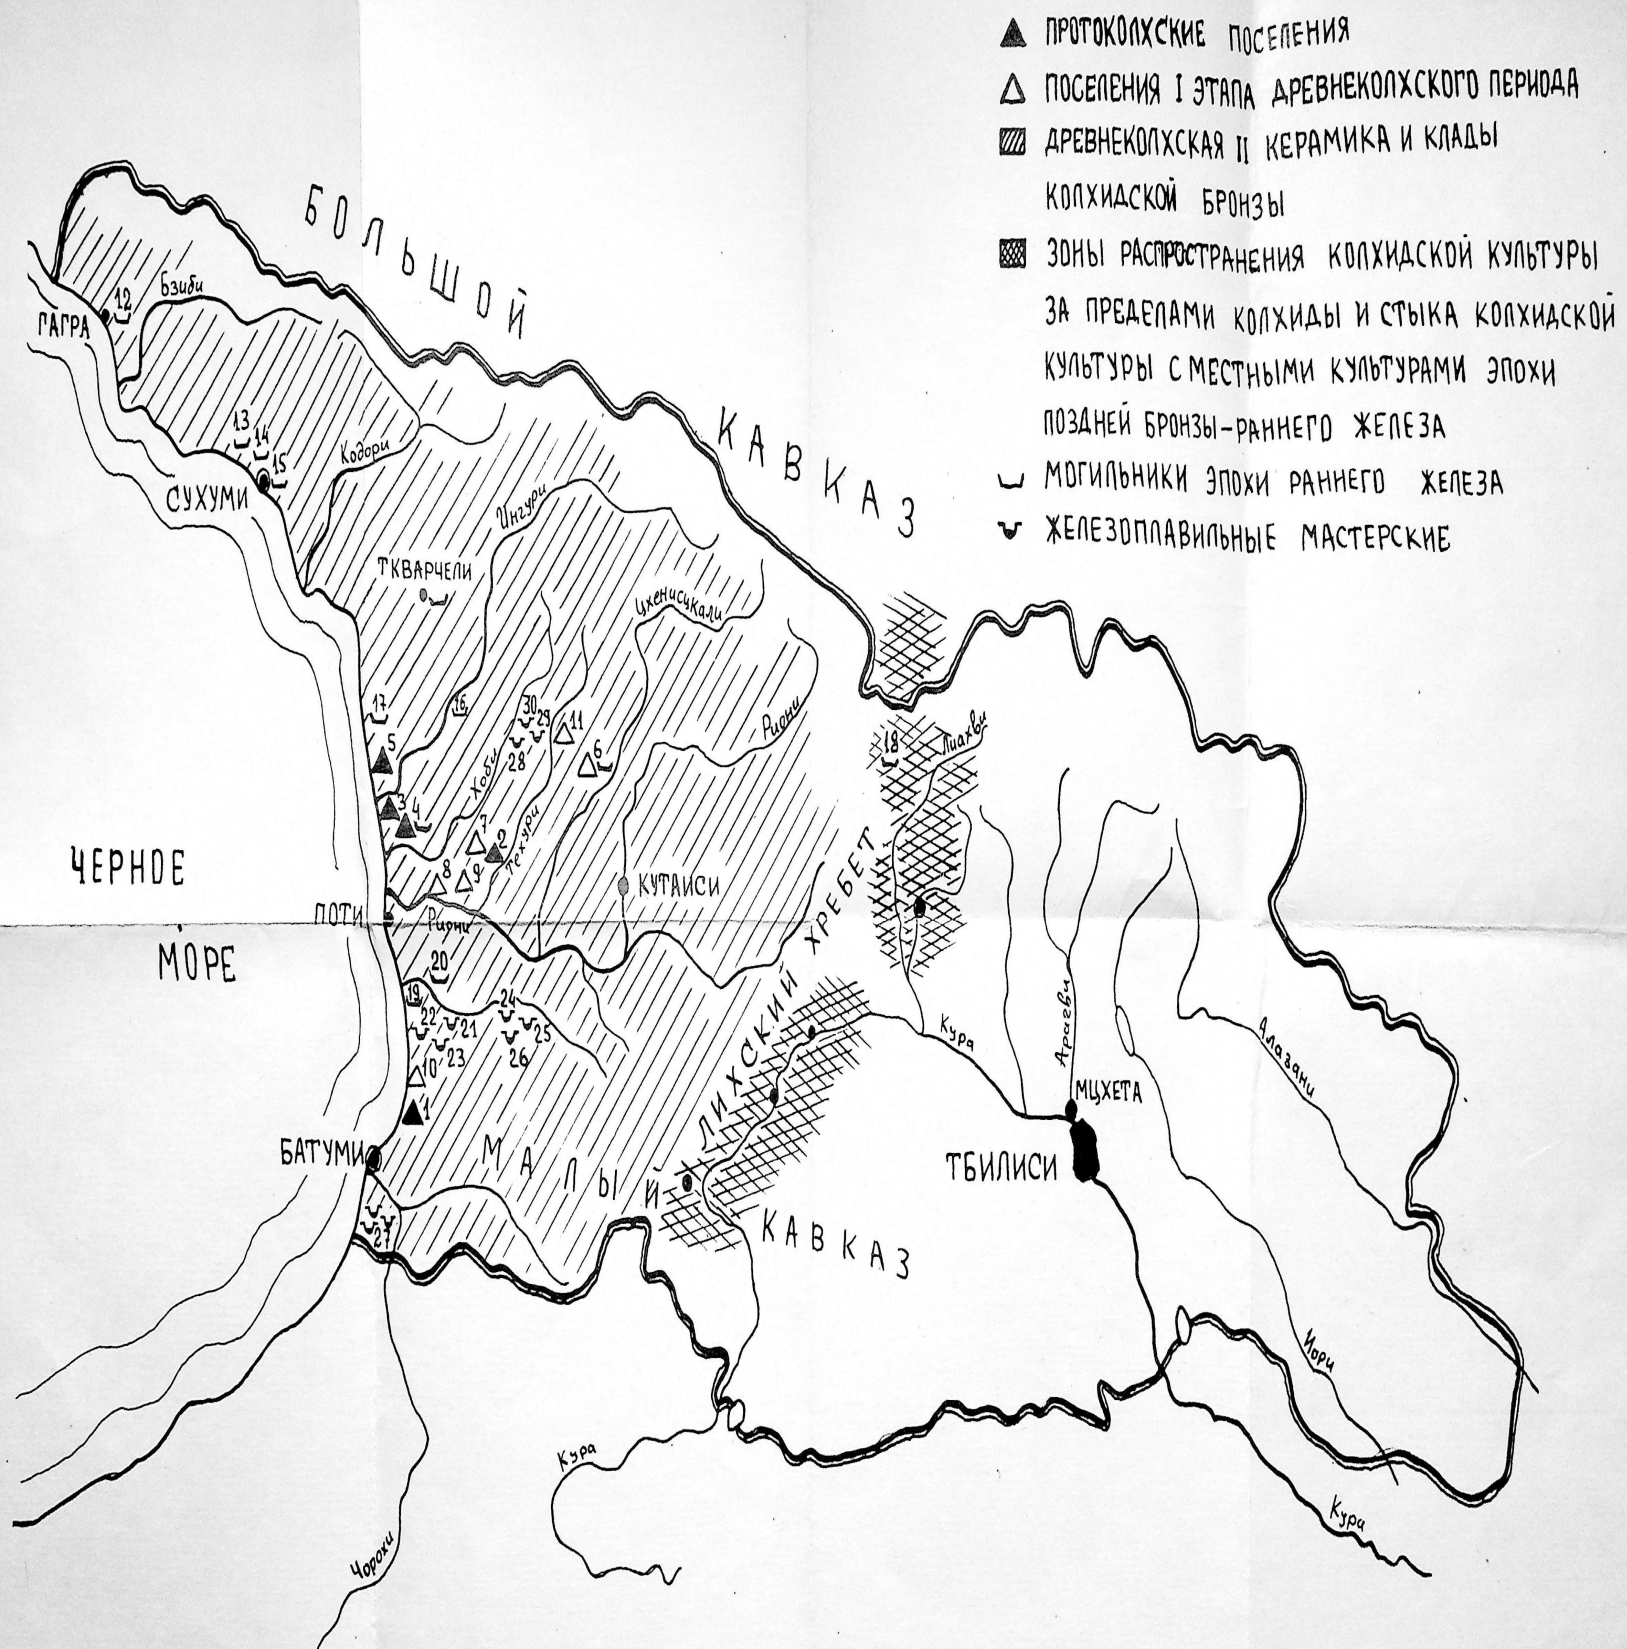 ПРОТОКОЛХСКИЕ ПОСЕЛЕНИЯ
ПОСЕЛЕНИЯ I ЭТАПА ДРЕВНЕКОЛХСКОГО ПЕРИОДА
ДРЕВНЕКОЛХСКАЯ II КЕРАМИКА И КЛАДЫ
КОЛХИДСКОЙ БРОНЗЫ
ЗОНЫ РАСПРОСТРАНЕНИЯ КОЛХИДСКОЙ КУЛЬТУРЫ
ЗА ПРЕДЕЛАМИ КОЛХИДЫ И СТЫКА КОЛХИДСКОЙ
КУЛЬТУРЫ С МЕСТНЫМИ КУЛЬТУРАМИ ЭПОХИ
ПОЗДНЕЙ БРОНЗЫ-РАННЕГО ЖЕЛЕЗА
МОГИЛЬНИКИ ЭПОХИ РАННЕГО ЖЕЛЕЗА
ЖЕЛЕЗОПЛАВИЛЬНЫЕ МАСТЕРСКИЕ
БОЛЬШОЙ
КАВКАЗ
Бзиби
12
ГАГРА
13
14
15
СУХУМИ
Кодори
Ингури
ТКВАРЧЕЛИ
Цхенисцкали
17
16
30
29
28
11
6
5
Хоби
Риони
18
Лиахви
3
4
7
2
Техури
8
9
КУТАИСИ
ЧЕРНОЕ
МОРЕ
ПОТИ
Риони
20
19
22
21
23
24
25
26
10
1
ЛИХСКИЙ ХРЕБЕТ
Кура
Арагви
Алазани
МЦХЕТА
ТБИЛИСИ
БАТУМИ
МАЛЫЙ
КАВКАЗ
27
Иори
Кура
Кура
Чорохи